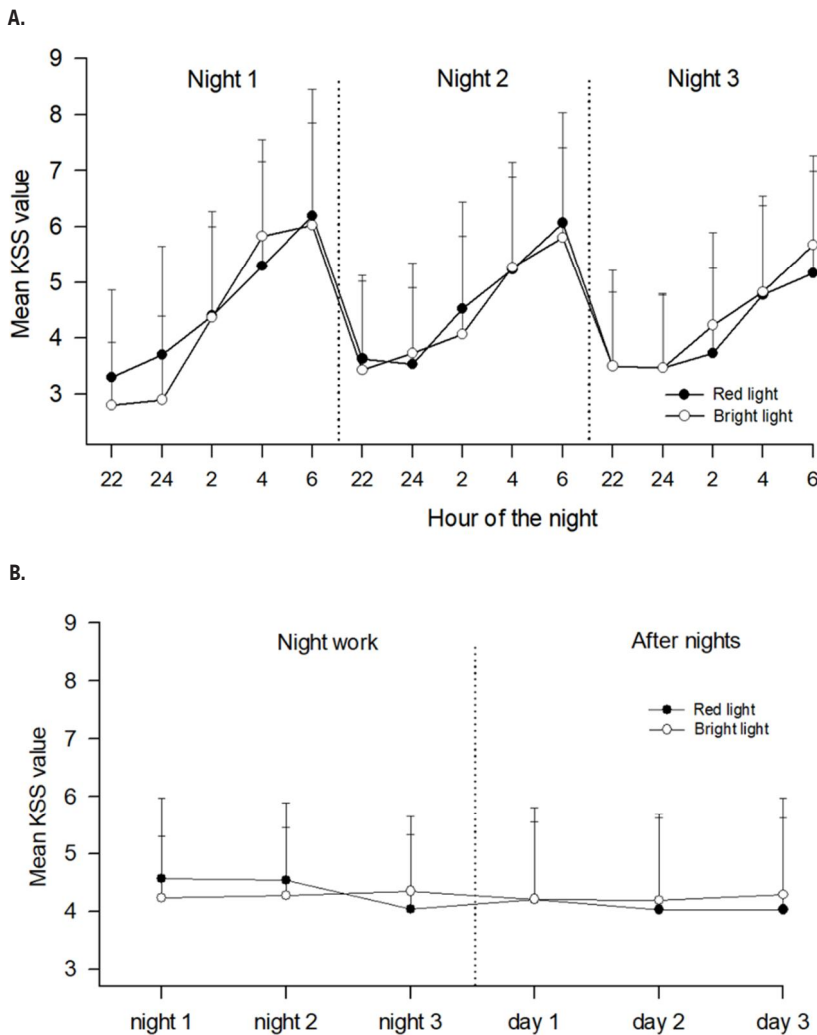 A.
9
8
7
6
5
4
3
Mean KSS value
Night 1 Night 2 Night 3
Red light
Bright light
22 24 2 4 6 22 24 2 4 6 22 24 2 4 6
Hour of the night
B.
9
8
7
6
5
4
3
Mean KSS value
Night work After nights
Red light
Bright light
night 1 night 2 night 3 day 1 day 2 day 3